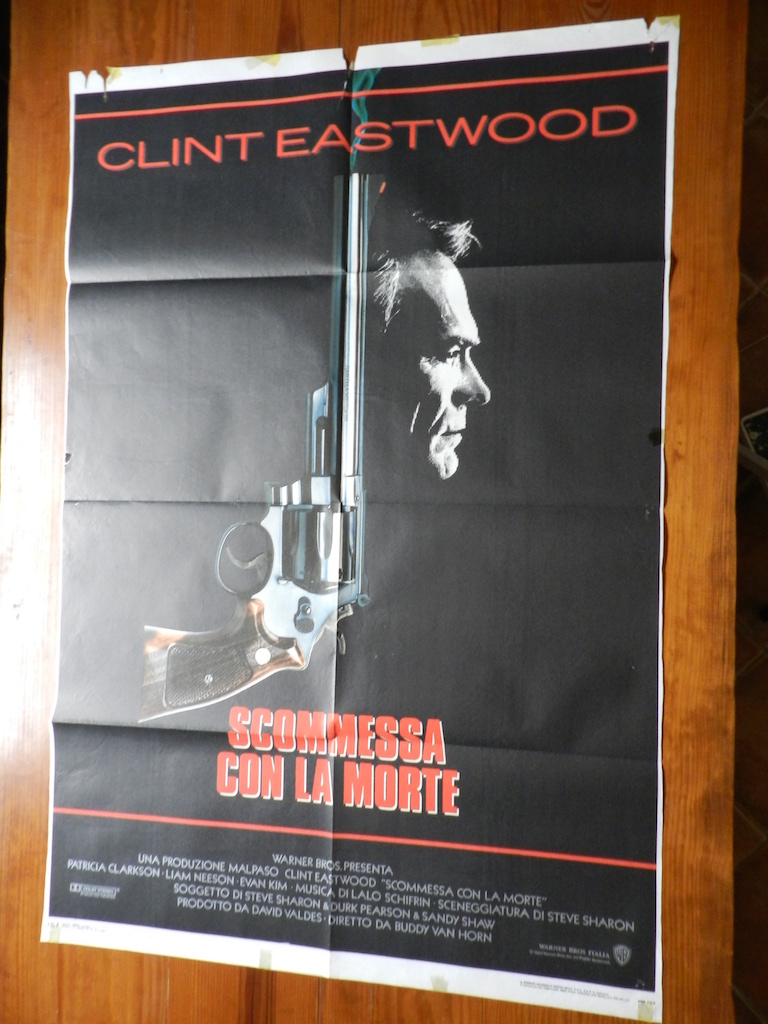 CLINT EASTWOOD
SCOMMESSA
CON LA MORTE
WARNER BROS. PRESENTA
UNA PRODUZIONE MALPASO CLINT EASTWOOD "SCOMMESSA CON LA MORTE"
PATRICIA CLARKSON · LIAM NEESON · EVAN KIM · MUSICA DI LALO SCHIFRIN · SCENEGGIATURA DI STEVE SHARON
SOGGETTO DI STEVE SHARON & DURK PEARSON & SANDY SHAW
PRODOTTO DA DAVID VALDES · DIRETTO DA BUDDY VAN HORN
WARNER BROS ITALIA